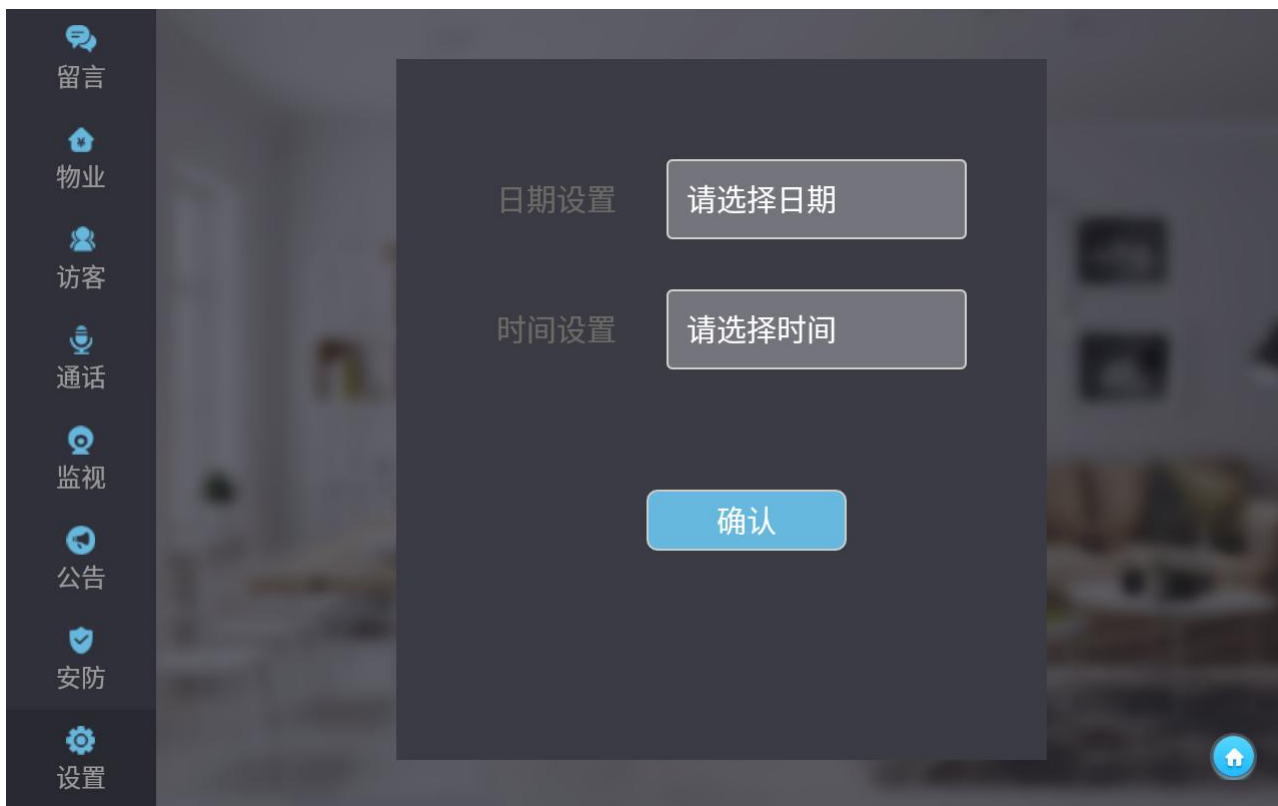 留言
物业
访客
通话
监视
公告
安防
设置
日期设置 请选择日期
时间设置 请选择时间
确认